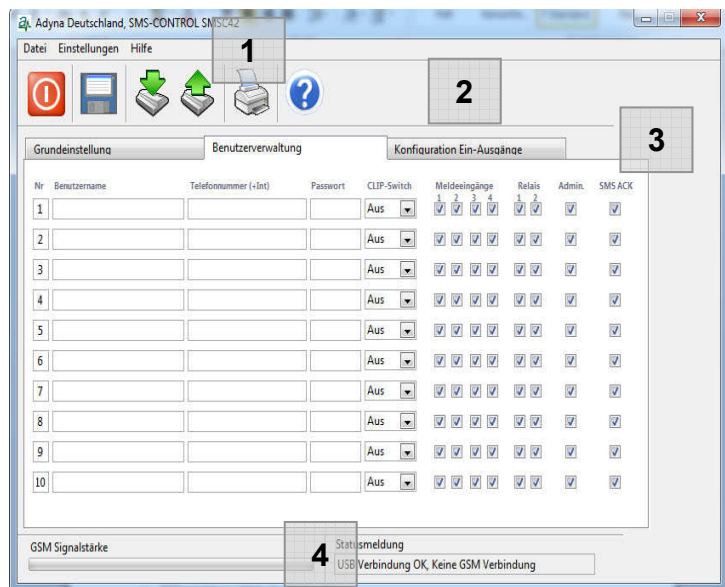 Adyna Deutschland, SMS-CONTROL SMSC42
Datei Einstellungen Hilfe
1
2
3
Grundeinstellung Benutzerverwaltung Konfiguration Ein-Ausgänge
Nr Benutzername Telefonnummer (+Int) Passwort CLIP-Switch Meldeeingänge Relais Admin. SMS ACK
1 2 3 4 1 2
1 Aus
2 Aus
3 Aus
4 Aus
5 Aus
6 Aus
7 Aus
8 Aus
9 Aus
10 Aus
GSM Signalstärke
4
Statusmeldung
USB Verbindung OK, Keine GSM Verbindung